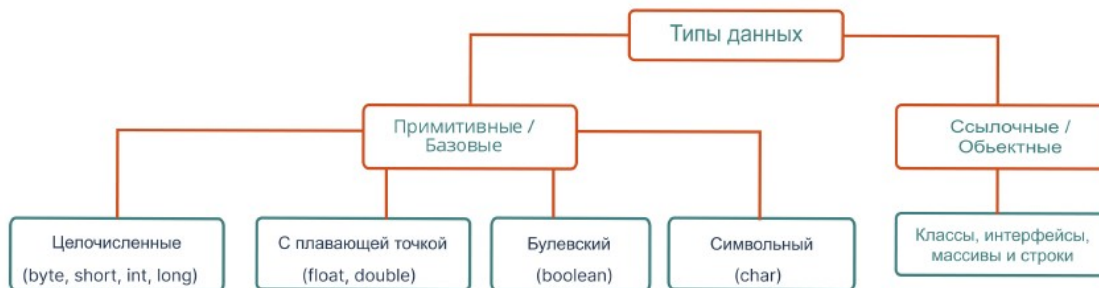 Типы данных
Примитивные /
Базовые
Ссылочные /
Обьектные
Целочисленные
(byte, short, int, long)
С плавающей точкой
(float, double)
Булевский
(boolean)
Символьный
(char)
Классы, интерфейсы,
массивы и строки